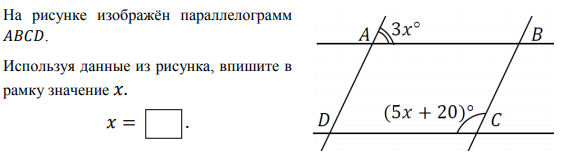 На рисунке изображён параллелограмм
ABCD.
Используя данные из рисунка, впишите в
рамку значение x.
x = .
A 3x° B
D (5x + 20)° C